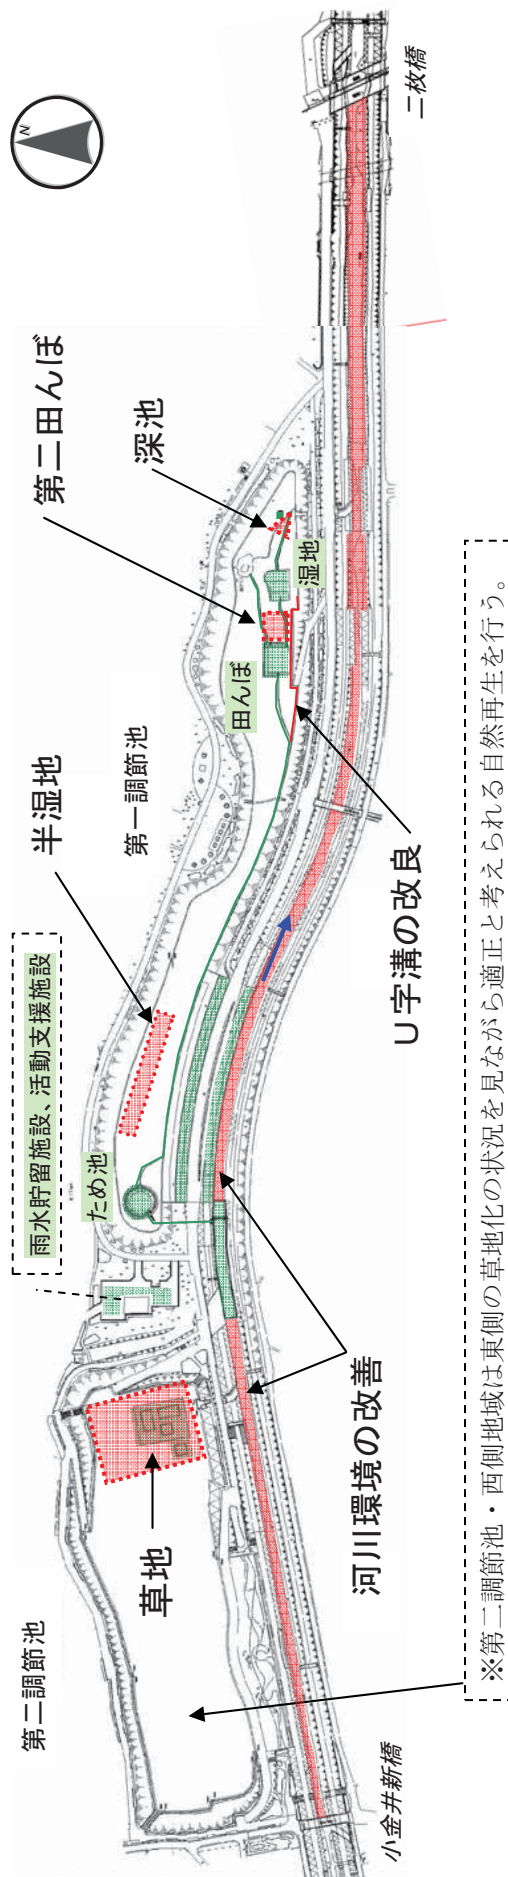 N
二枚橋
第二田んぼ
深池
湿地
田んぼ
半湿地
第一調節池
U字溝の改良
雨水貯留施設、活動支援施設
ため池
河川環境の改善
草地
第二調節池
小金井新橋
※第二調節池・西側地域は東側の草地化の状況を見ながら適正と考えられる自然再生を行う。